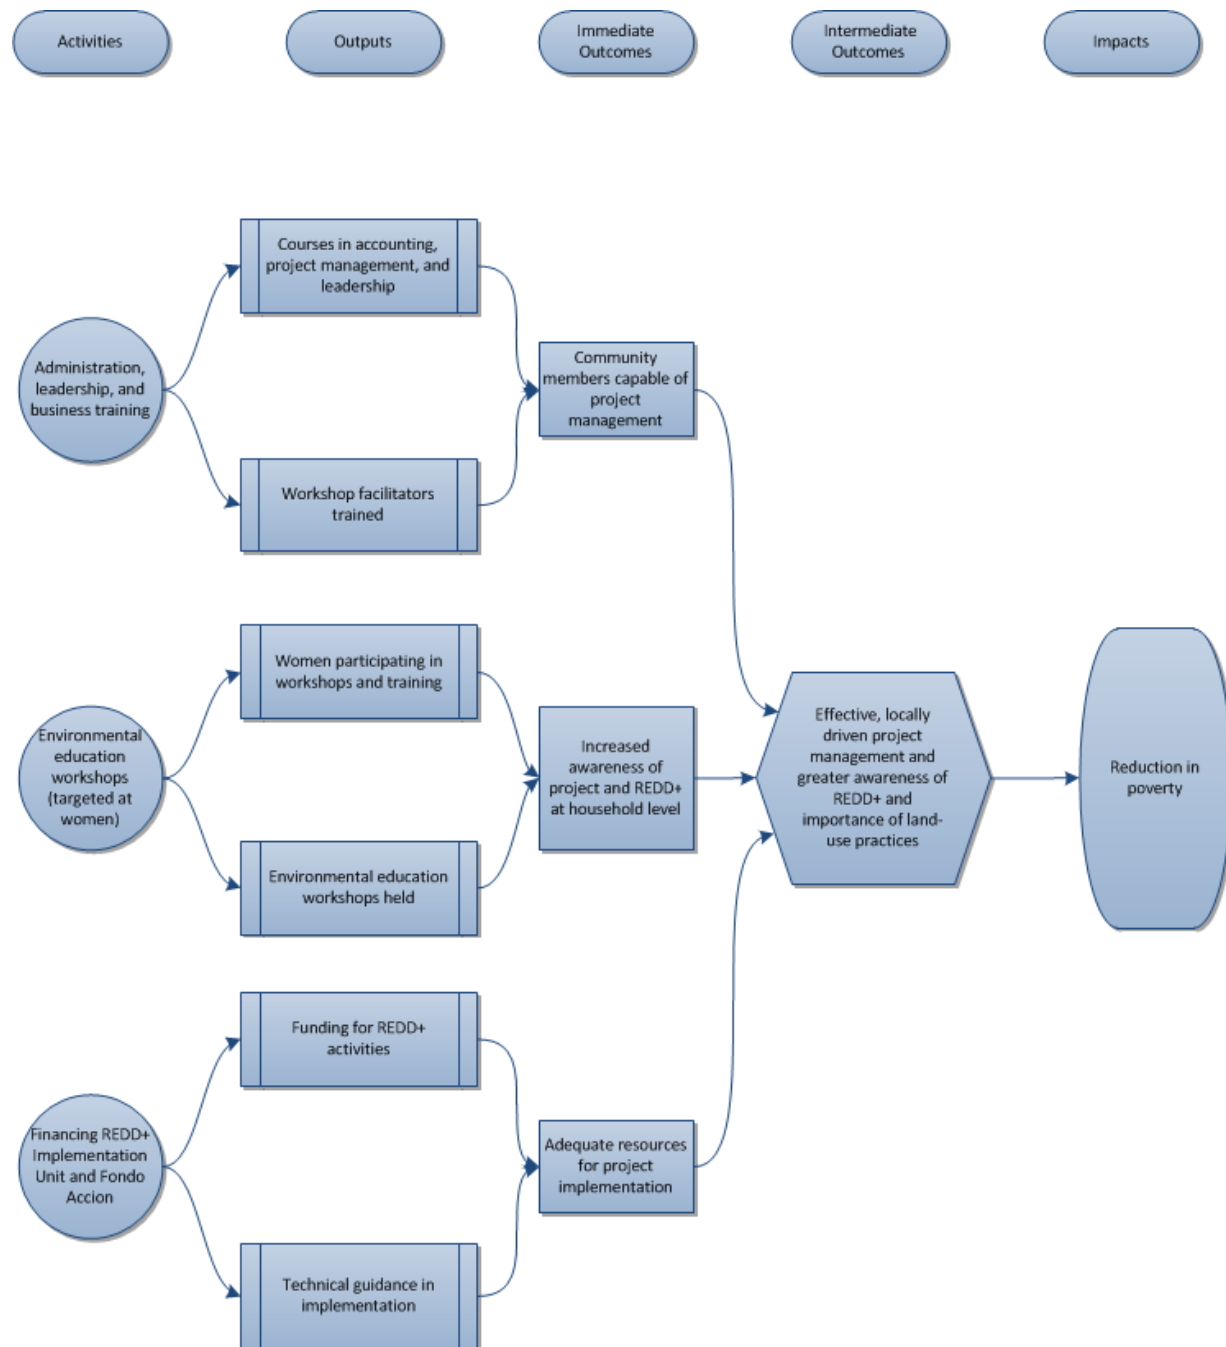 Activities
Outputs
Immediate
Outcomes
Intermediate
Outcomes
Impacts
Courses in accounting,
project management, and
leadership
Administration,
leadership, and
business training
Community
members capable of
project
management
Workshop facilitators
trained
Women participating in
workshops and training
Environmental
education
workshops
(targeted at
women)
Increased
awareness of
project and REDD+
at household level
Effective, locally
driven project
management and
greater awareness of
REDD+ and
importance of land-
use practices
Reduction in
poverty
Environmental education
workshops held
Funding for REDD+
activities
Financing REDD+
Implementation
Unit and Fondo
Accion
Adequate resources
for project
implementation
Technical guidance in
implementation